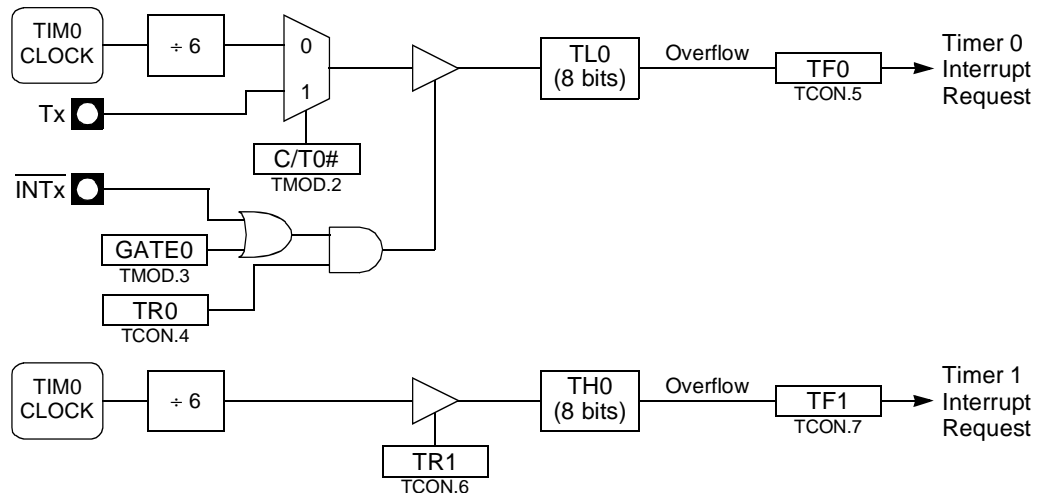 TIM0
CLOCK
÷ 6
0
1
Tx
C/T0#
TMOD.2
TL0
(8 bits)
Overflow
TF0
TCON.5
Timer 0
Interrupt
Request
INTx
GATE0
TMOD.3
TR0
TCON.4
TIM0
CLOCK
÷ 6
TR1
TCON.6
TH0
(8 bits)
Overflow
TF1
TCON.7
Timer 1
Interrupt
Request